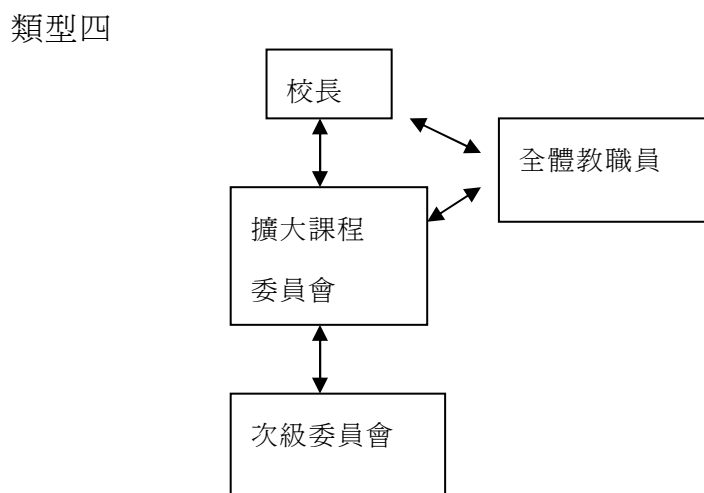 類型四
校長
全體教職員
擴大課程
委員會
次級委員會